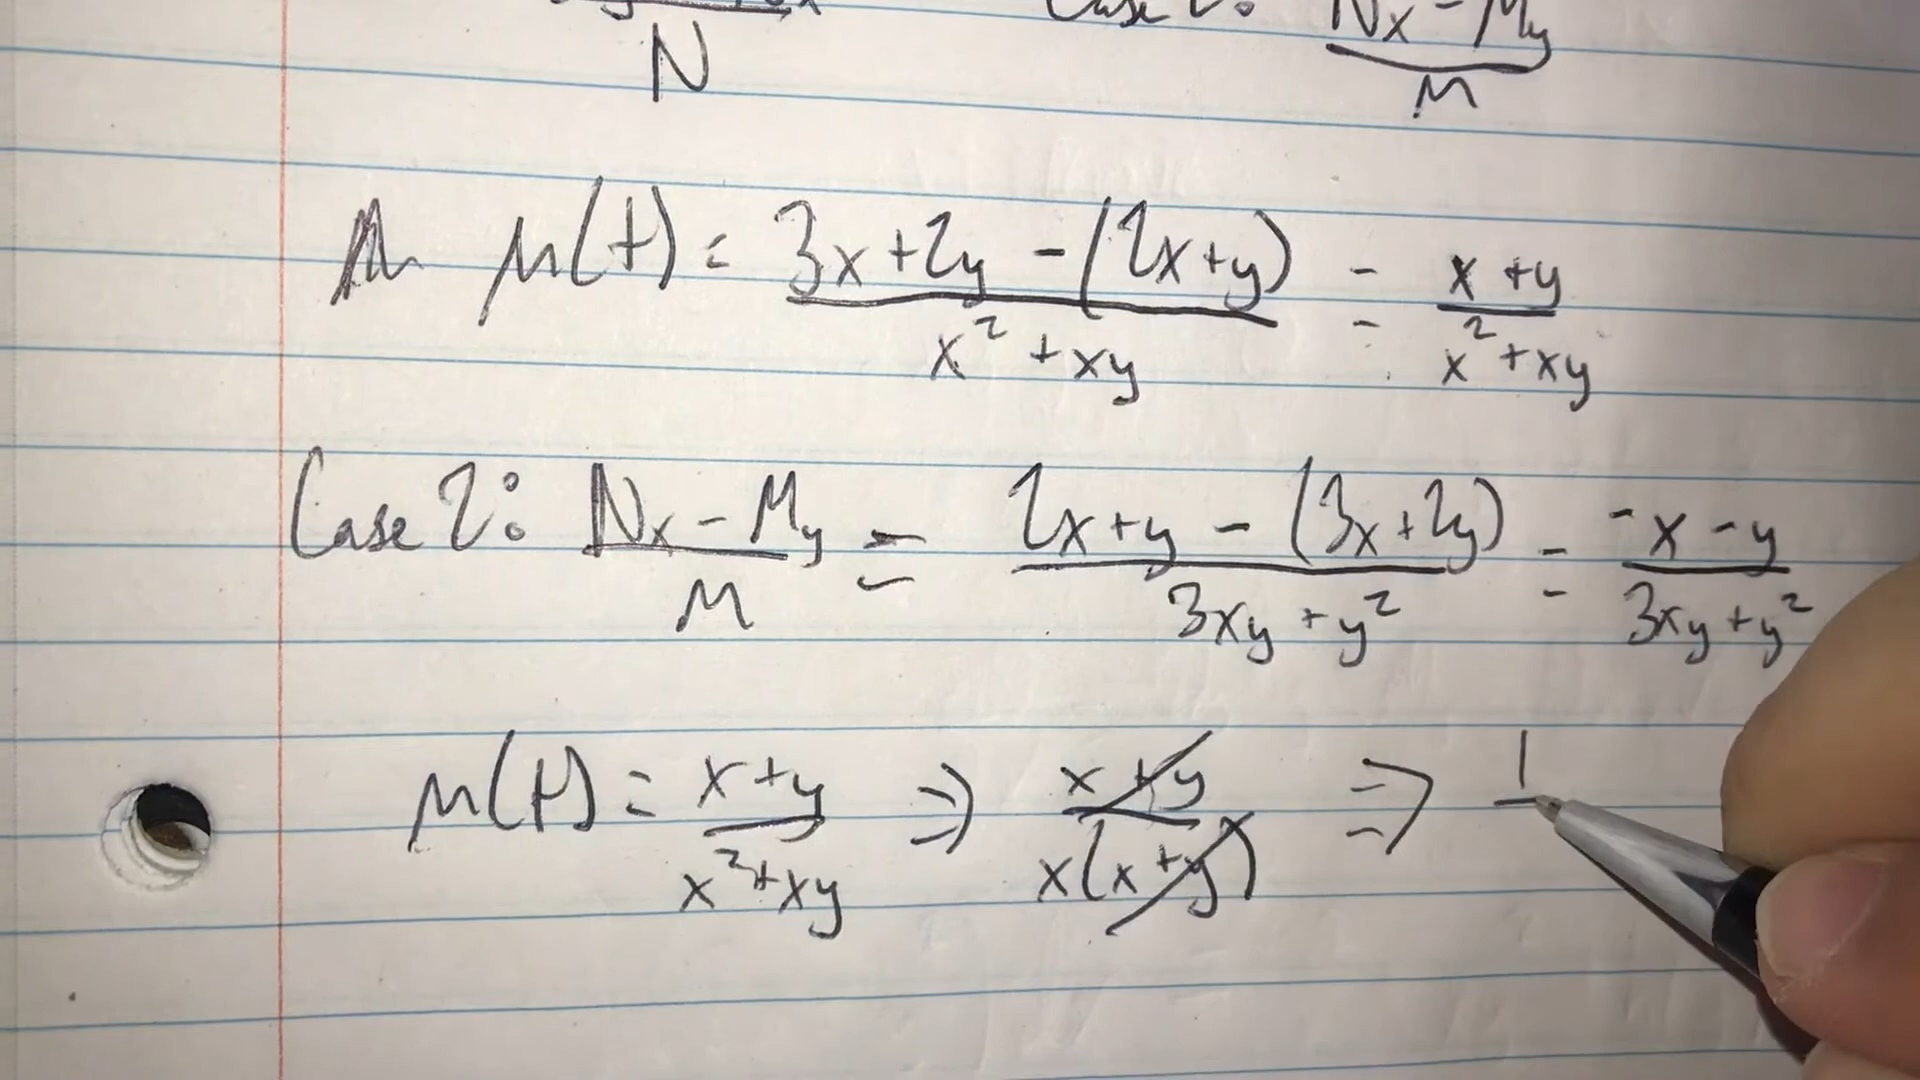 N Case 2: Nx - My / M
μ(t) = 3x+2y - (2x+y) / x² + xy = x + y / x² + xy
Case 2: Nx - My / M = 2x+y - (3x+2y) / 3xy + y² = -x - y / 3xy + y²
μ(t) = x+y / x²+xy ⇒ x+y / x(x+y) ⇒ 1